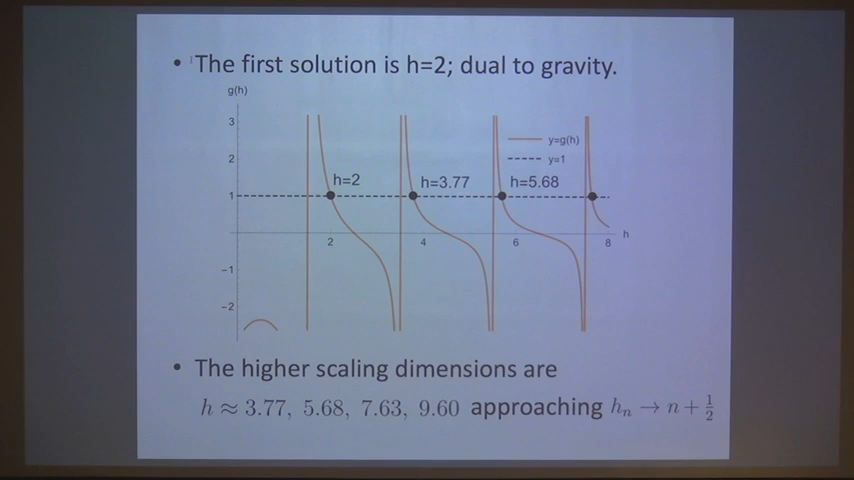 • The first solution is h=2; dual to gravity.
g(h)
3
y=g(h)
2
y=1
h=2
h=3.77
h=5.68
1
h
2
4
6
8
−1
−2
• The higher scaling dimensions are
h ≈ 3.77, 5.68, 7.63, 9.60 approaching hₙ → n + 1/2